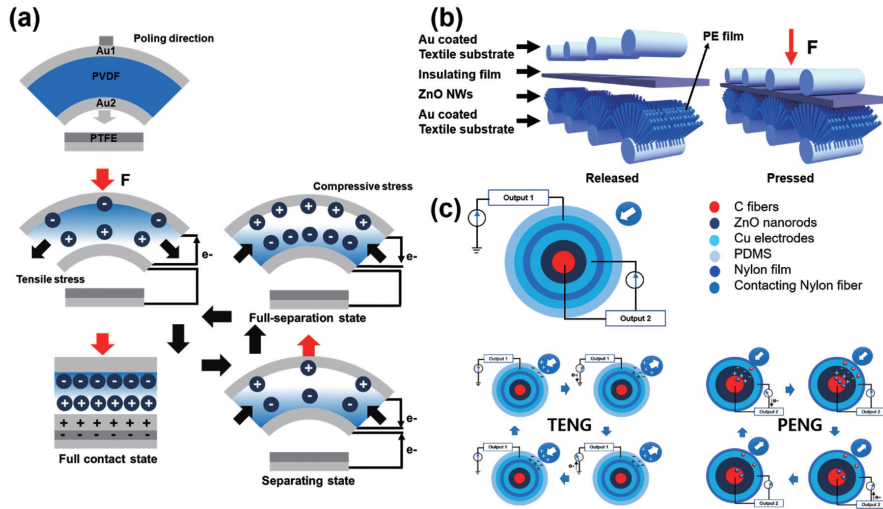 (a)
Poling direction
Au1
PVDF
Au2
PTFE
F
Tensile stress
e-
Compressive stress
e-
Full-separation state
Full contact state
e-
e-
Separating state
(b)
Au coated
Textile substrate
Insulating film
ZnO NWs
Au coated
Textile substrate
PE film
F
Released
Pressed
(c)
Output 1
Output 2
C fibers
ZnO nanorods
Cu electrodes
PDMS
Nylon film
Contacting Nylon fiber
Output 1
Output 1
e-
TENG
Output 1
Output 1
e-
Output 2
e-
Output 2
PENG
Output 2
Output 2
e-